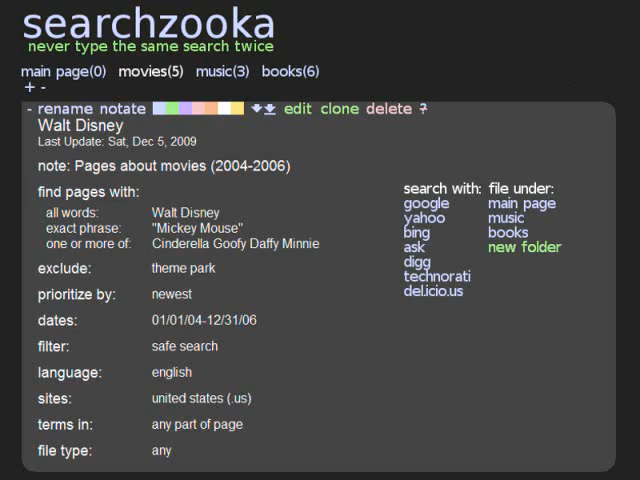 searchzooka
never type the same search twice
main page(0) movies(5) music(3) books(6)
+ -
- rename notate edit clone delete ?
Walt Disney
Last Update: Sat, Dec 5, 2009
note: Pages about movies (2004-2006)
find pages with:
all words: Walt Disney
exact phrase: "Mickey Mouse"
one or more of: Cinderella Goofy Daffy Minnie
exclude: theme park
prioritize by: newest
dates: 01/01/04-12/31/06
filter: safe search
language: english
sites: united states (.us)
terms in: any part of page
file type: any
search with: file under:
google main page
yahoo music
bing books
ask new folder
digg
technorati
del.icio.us